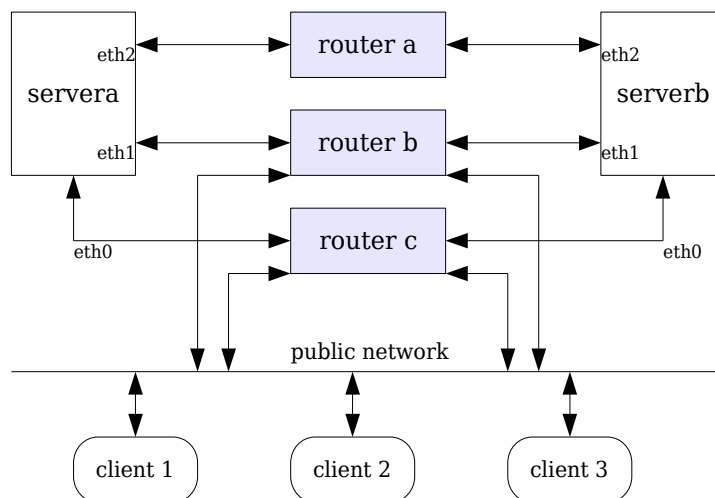 router a
eth2
eth2
servera
serverb
router b
eth1
eth1
router c
eth0
eth0
public network
client 1
client 2
client 3